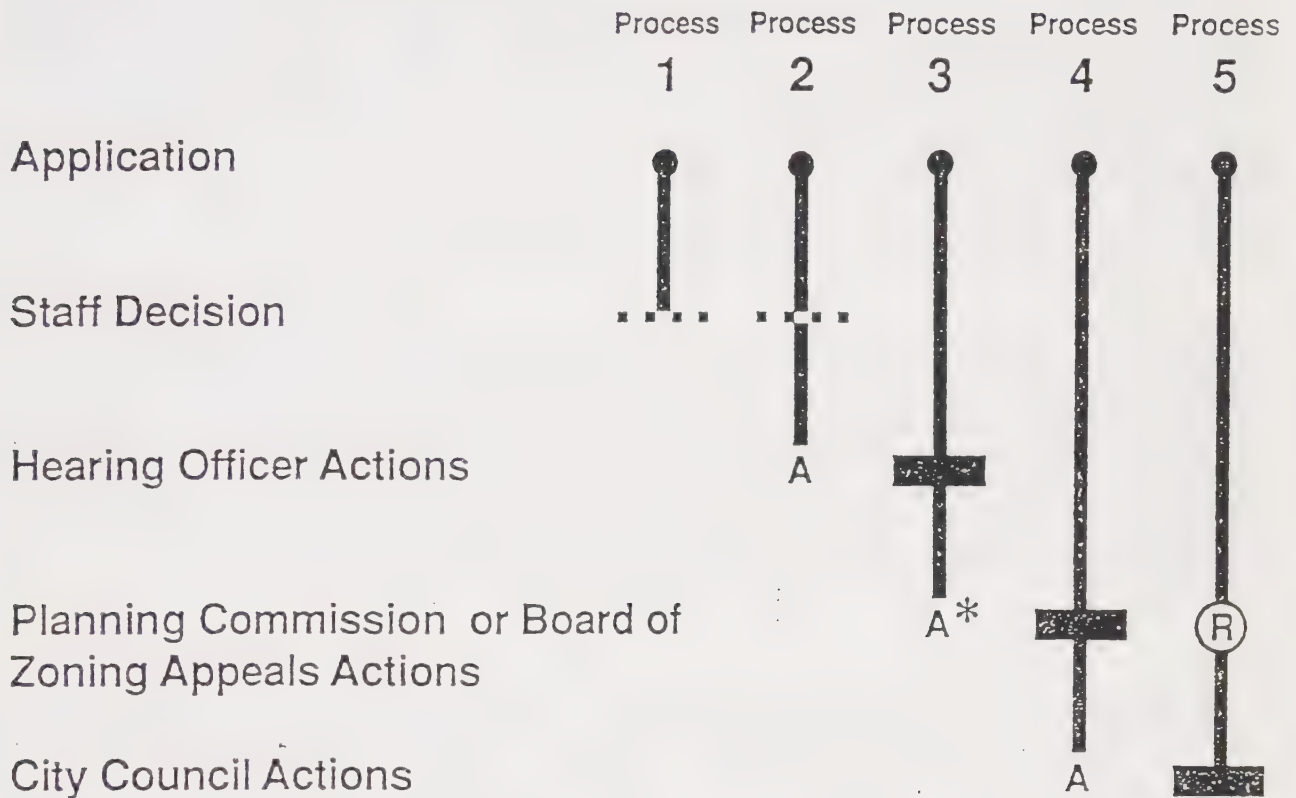 Process Process Process Process Process
1 2 3 4 5
Application
Staff Decision
Hearing Officer Actions A
Planning Commission or Board of A* R
Zoning Appeals Actions
City Council Actions A